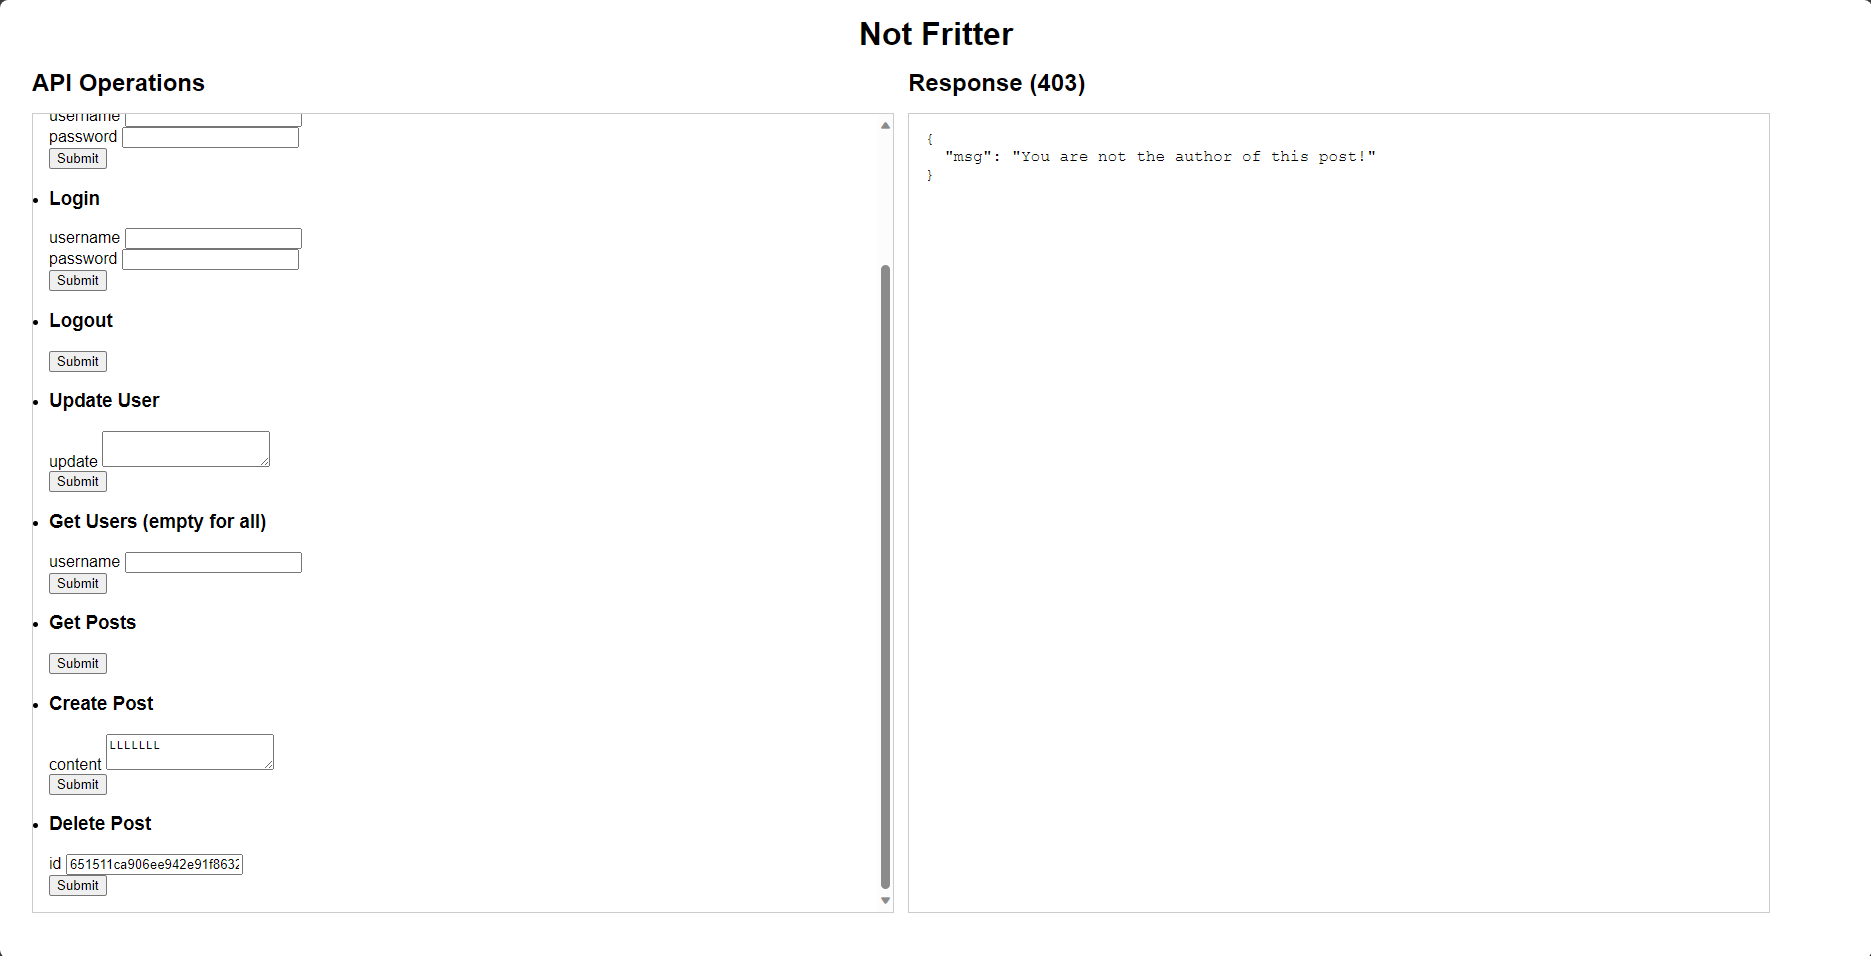 Not Fritter
API Operations
username
password
Submit
Login
username
password
Submit
Logout
Submit
Update User
update
Submit
Get Users (empty for all)
username
Submit
Get Posts
Submit
Create Post
LLLLLLL
content
Submit
Delete Post
id 651511ca906ee942e91f8632
Submit
Response (403)
{
"msg": "You are not the author of this post!"
}